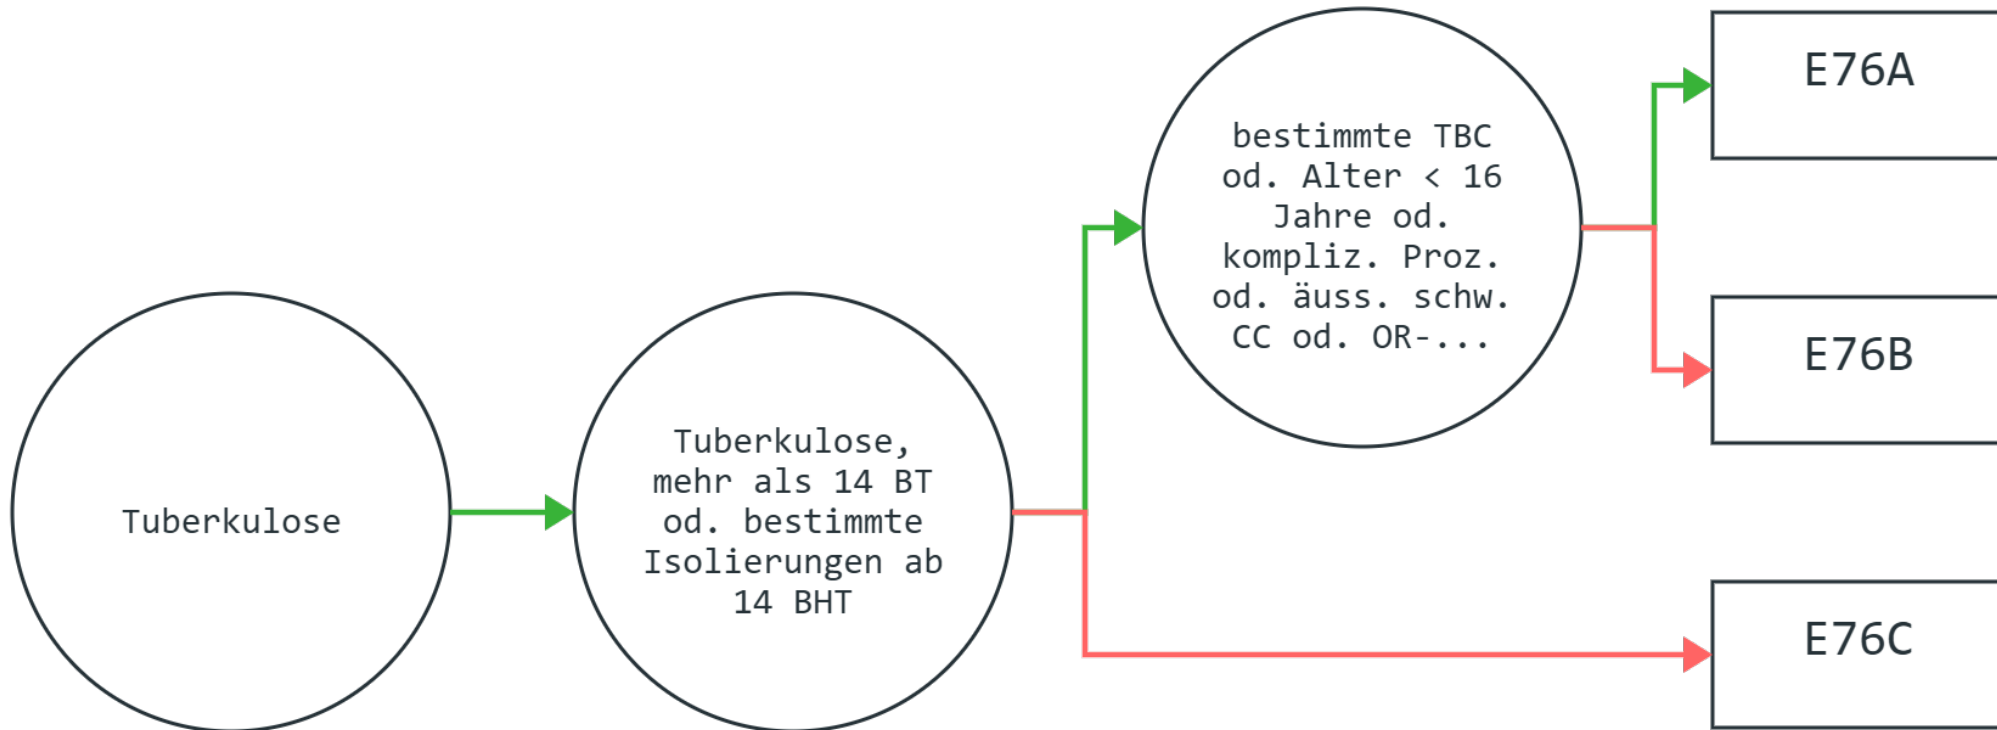 Tuberkulose
Tuberkulose,
mehr als 14 BT
od. bestimmte
Isolierungen ab
14 BHT
bestimmte TBC
od. Alter < 16
Jahre od.
kompliz. Proz.
od. äuss. schw.
CC od. OR-...
E76A
E76B
E76C